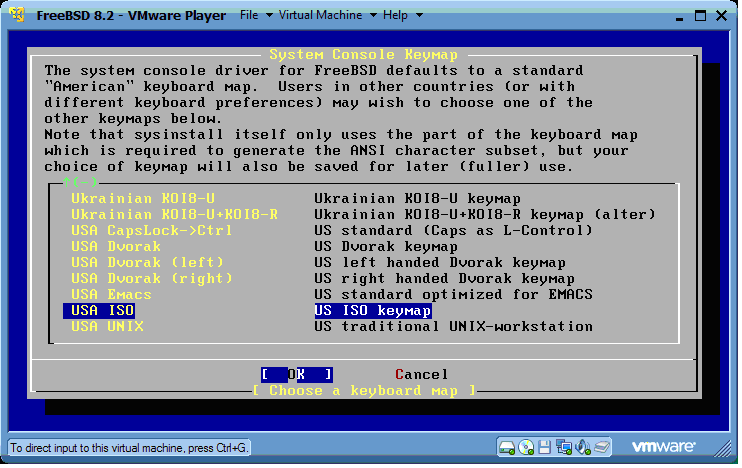 FreeBSD 8.2 - VMware Player File Virtual Machine Help
System Console Keymap
The system console driver for FreeBSD defaults to a standard
"American" keyboard map. Users in other countries (or with
different keyboard preferences) may wish to choose one of the
other keymaps below.
Note that sysinstall itself only uses the part of the keyboard map
which is required to generate the ANSI character subset, but your
choice of keymap will also be saved for later (fuller) use.
↑(-)
Ukrainian KOI8-U Ukrainian KOI8-U keymap
Ukrainian KOI8-U+KOI8-R Ukrainian KOI8-U+KOI8-R keymap (alter)
USA CapsLock->Ctrl US standard (Caps as L-Control)
USA Dvorak US Dvorak keymap
USA Dvorak (left) US left handed Dvorak keymap
USA Dvorak (right) US right handed Dvorak keymap
USA Emacs US standard optimized for EMACS
USA ISO US ISO keymap
USA UNIX US traditional UNIX-workstation
[ OK ] Cancel
[ Choose a keyboard map ]
To direct input to this virtual machine, press Ctrl+G. vmware